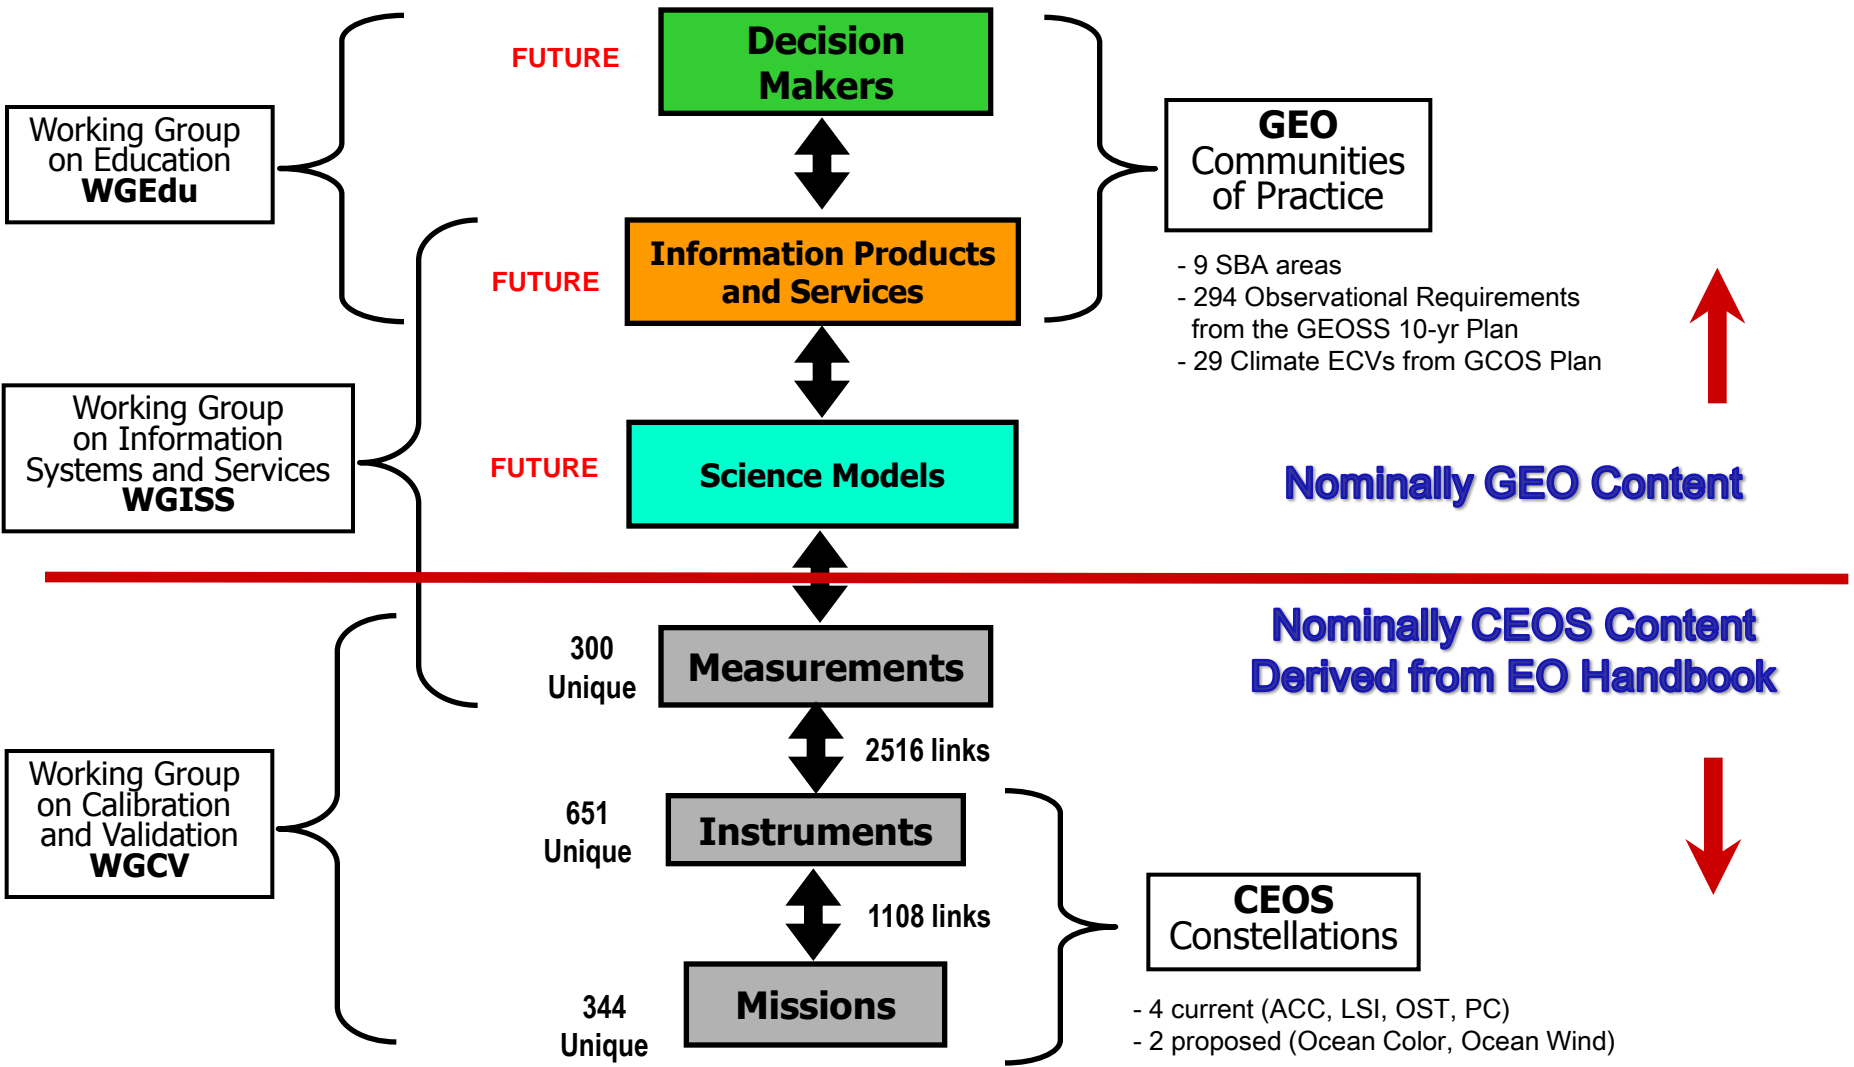 FUTURE
Decision
Makers
Working Group
on Education
WGEdu
GEO
Communities
of Practice
FUTURE
Information Products
and Services
- 9 SBA areas
- 294 Observational Requirements
from the GEOSS 10-yr Plan
- 29 Climate ECVs from GCOS Plan
Working Group
on Information
Systems and Services
WGISS
FUTURE
Science Models
Nominally GEO Content
Nominally CEOS Content
Derived from EO Handbook
300
Unique
Measurements
2516 links
Working Group
on Calibration
and Validation
WGCV
651
Unique
Instruments
1108 links
CEOS
Constellations
344
Unique
Missions
- 4 current (ACC, LSI, OST, PC)
- 2 proposed (Ocean Color, Ocean Wind)